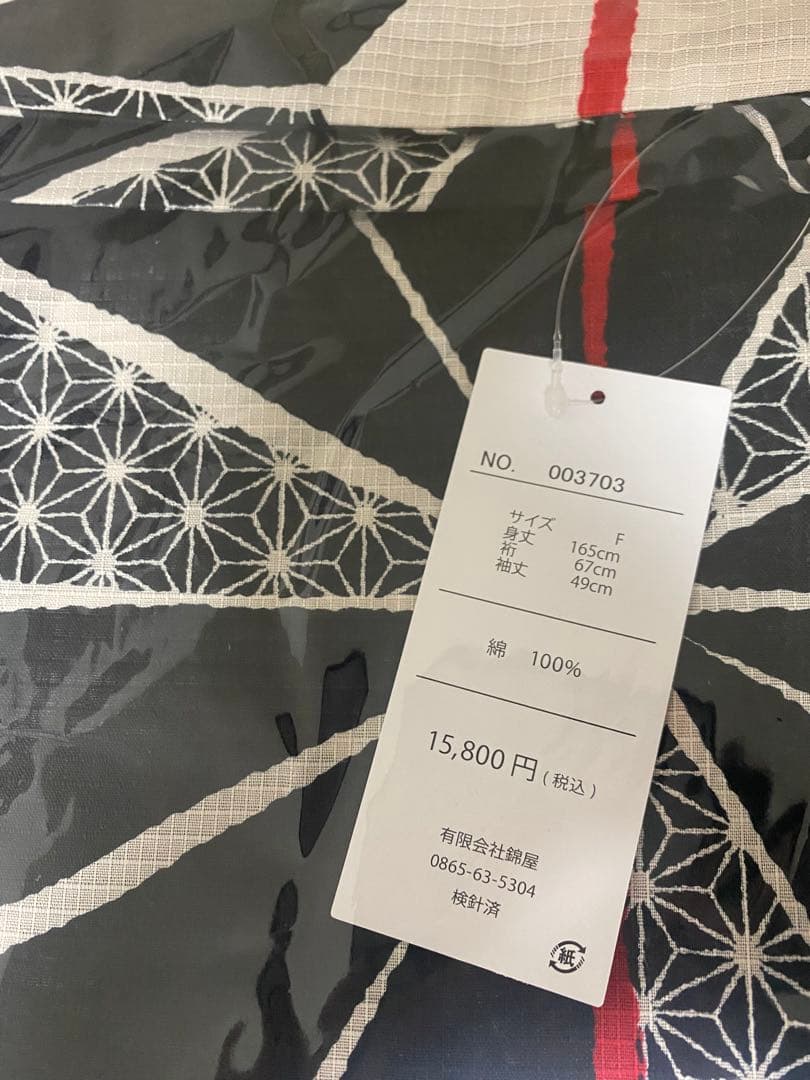 NO. 003703
サイズ F
身丈 165cm
裄 67cm
袖丈 49cm
綿 100%
15,800円(税込)
有限会社錦屋
0865-63-5304
検針済
紙